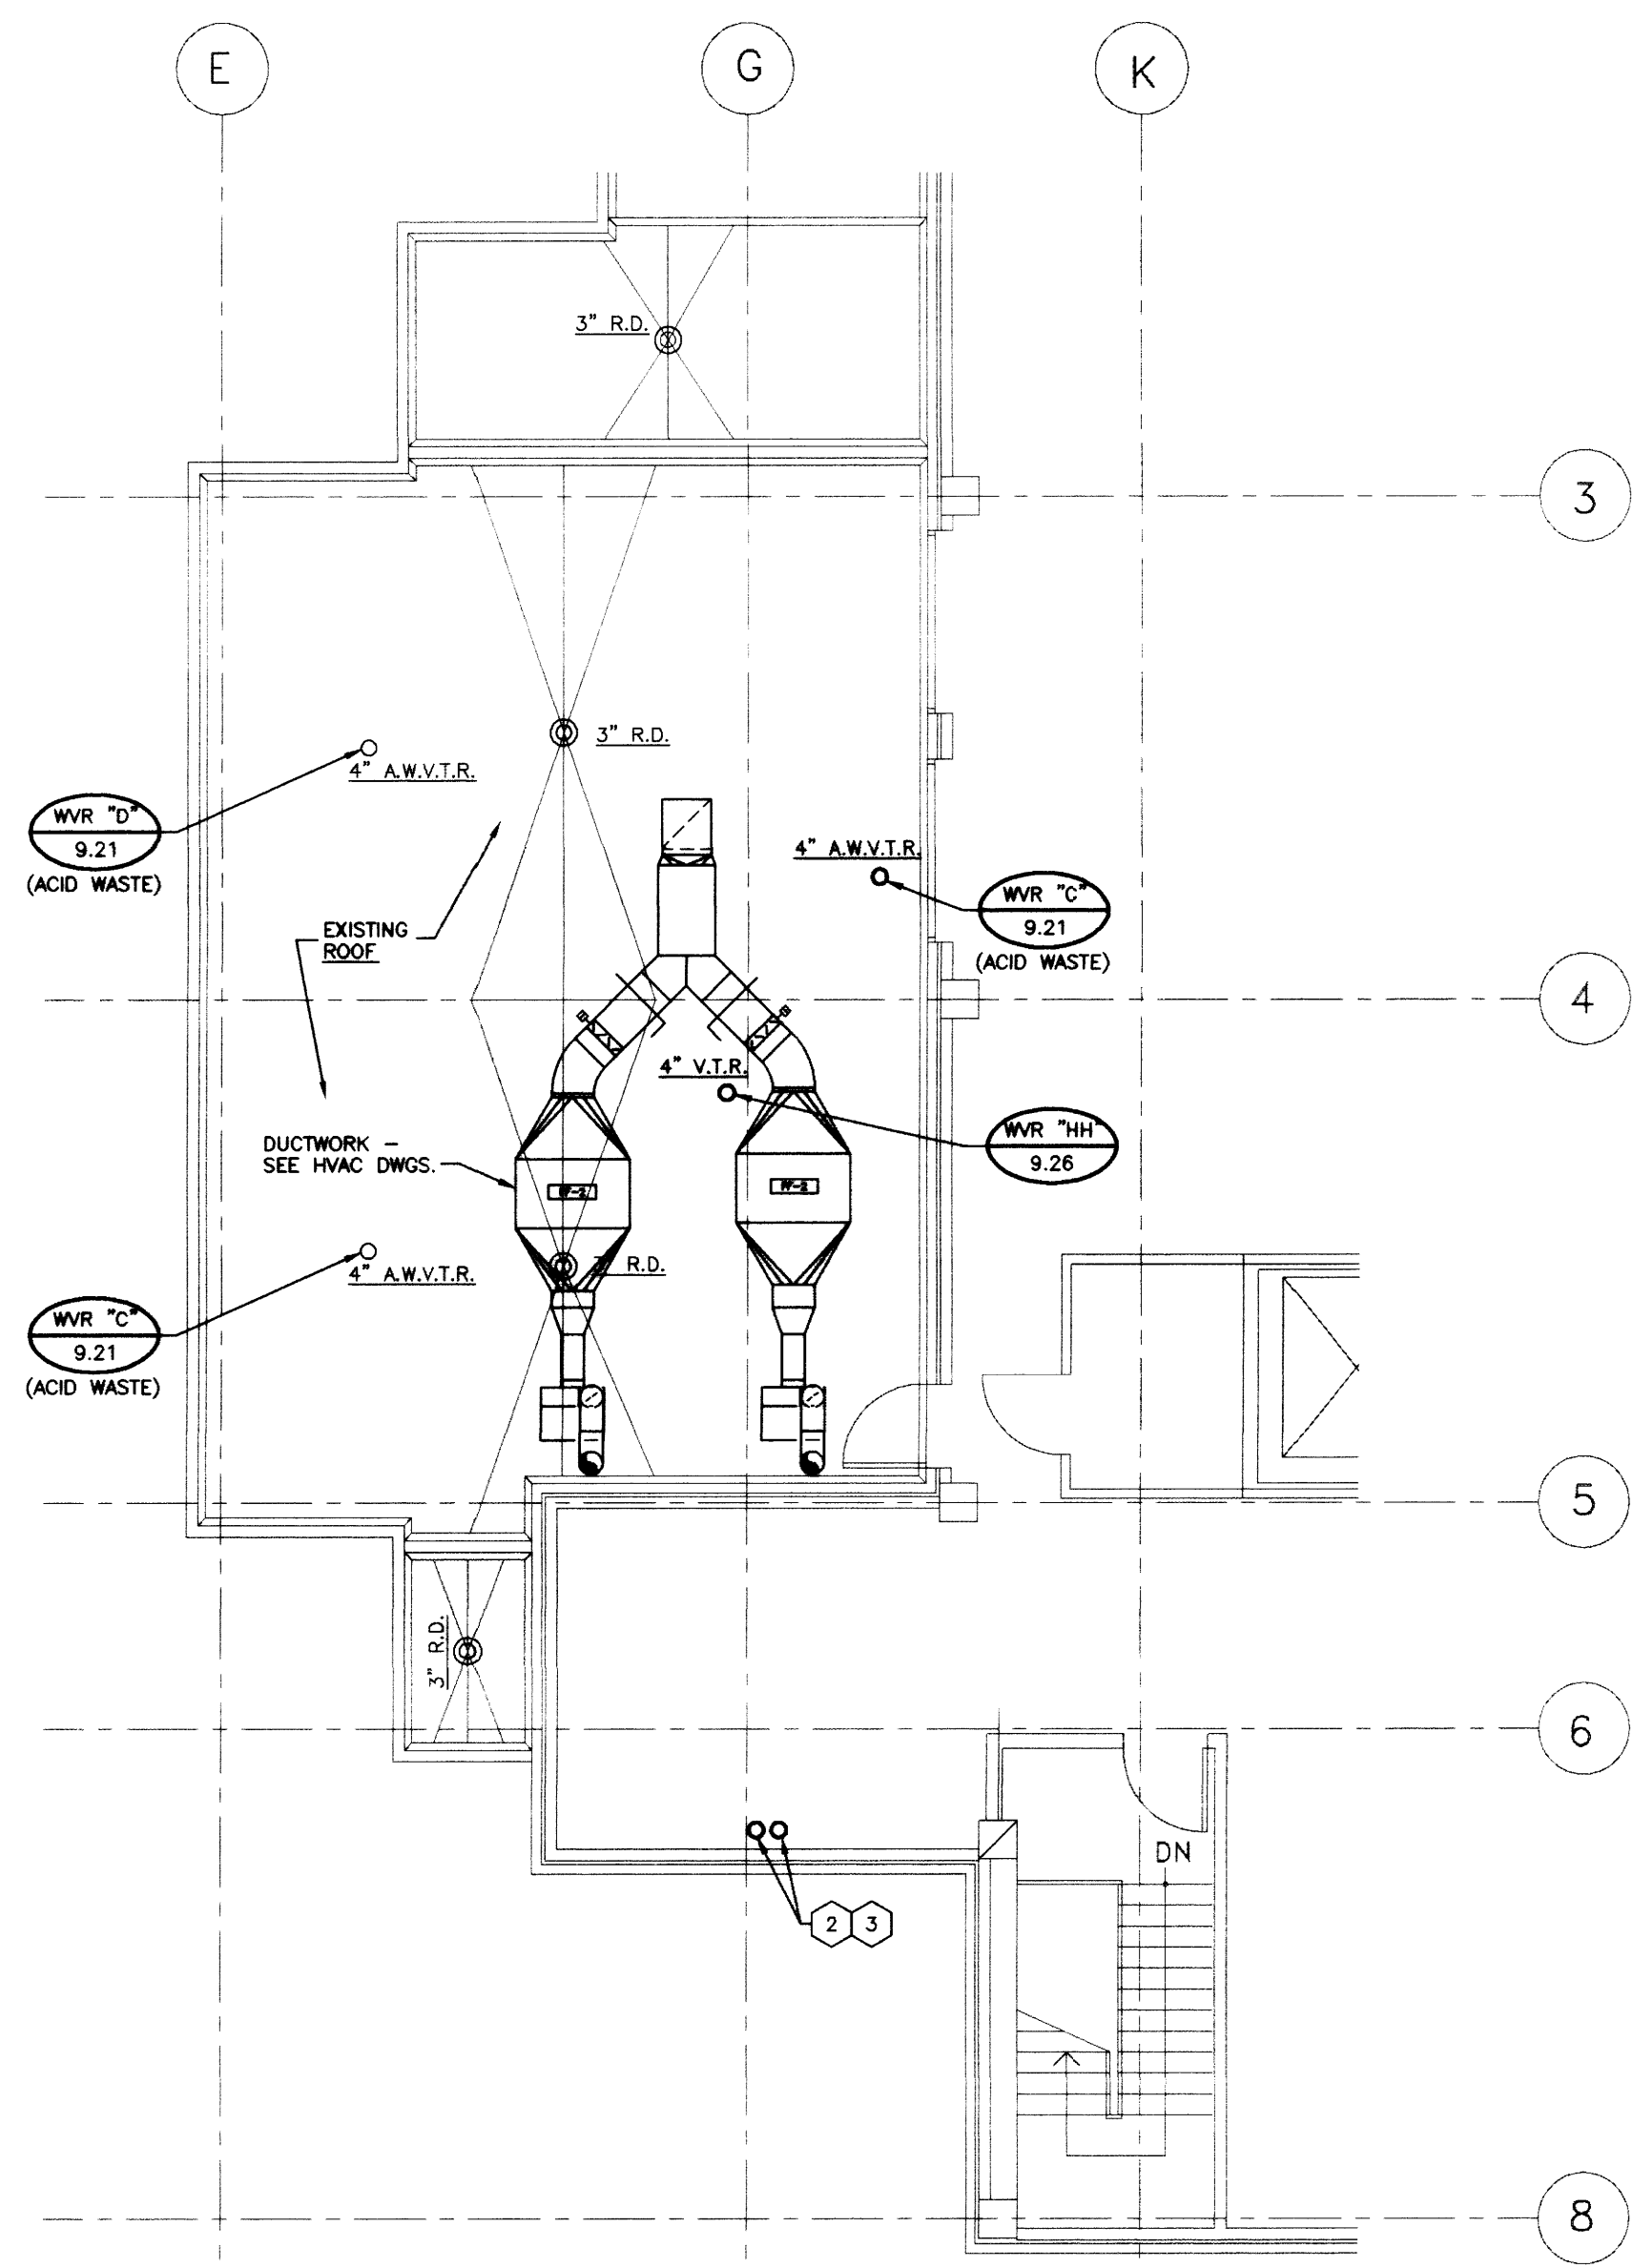 E
G
K
3" R.D.
3
3" R.D.
4" A.W.V.T.R.
WVR "D"
9.21
(ACID WASTE)
4" A.W.V.T.R.
WVR "C"
9.21
(ACID WASTE)
EXISTING
ROOF
4
4" V.T.R.
WVR "HH"
9.26
DUCTWORK –
SEE HVAC DWGS.
R.D.
4" A.W.V.T.R.
WVR "C"
9.21
(ACID WASTE)
5
3" R.D.
6
DN
2 3
8